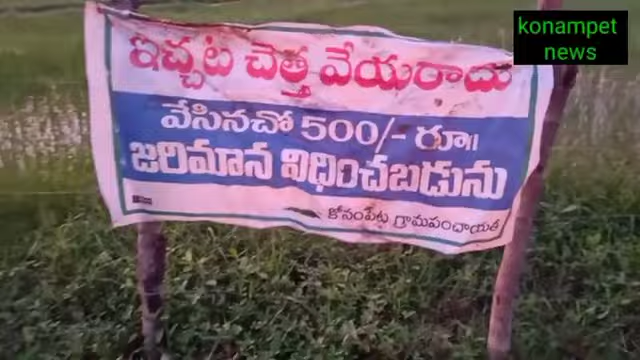 konampet
news
ఇచ్చట చెత్త వేయరాదు
వేసినచో 500/- రూ॥
జరిమాన విధించబడును
కోనంపేట గ్రామపంచాయతి